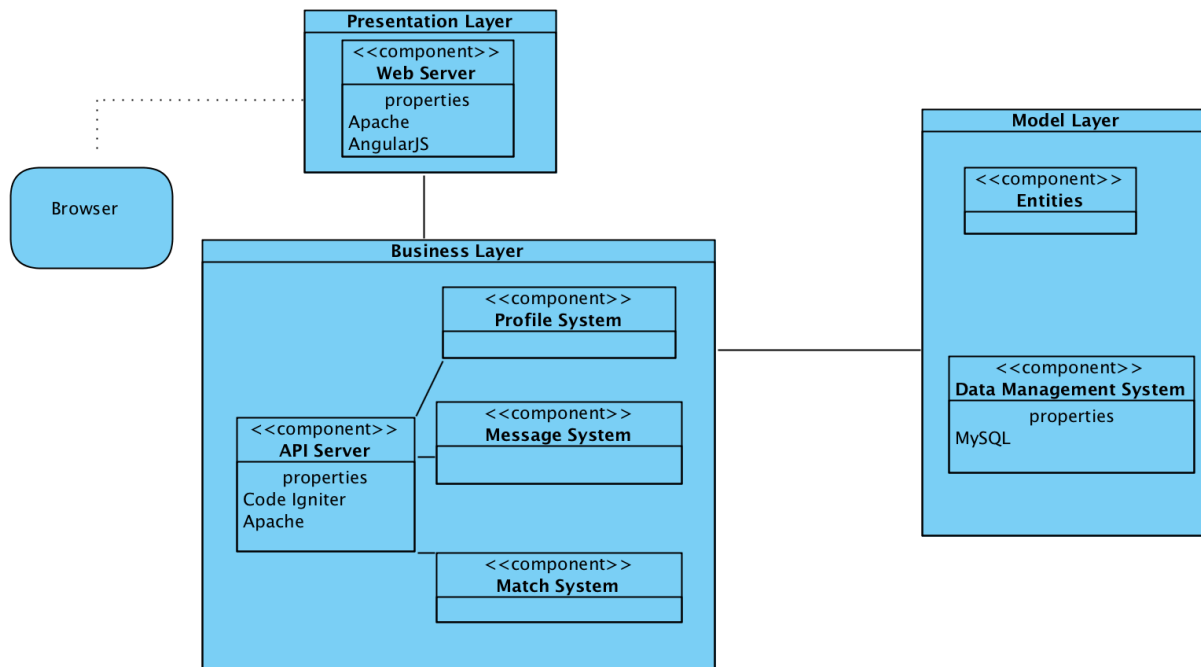 Presentation Layer
<<component>>
Web Server
properties
Apache
AngularJS
Browser
Business Layer
<<component>>
Profile System
<<component>>
Message System
<<component>>
API Server
properties
Code Igniter
Apache
<<component>>
Match System
Model Layer
<<component>>
Entities
<<component>>
Data Management System
properties
MySQL